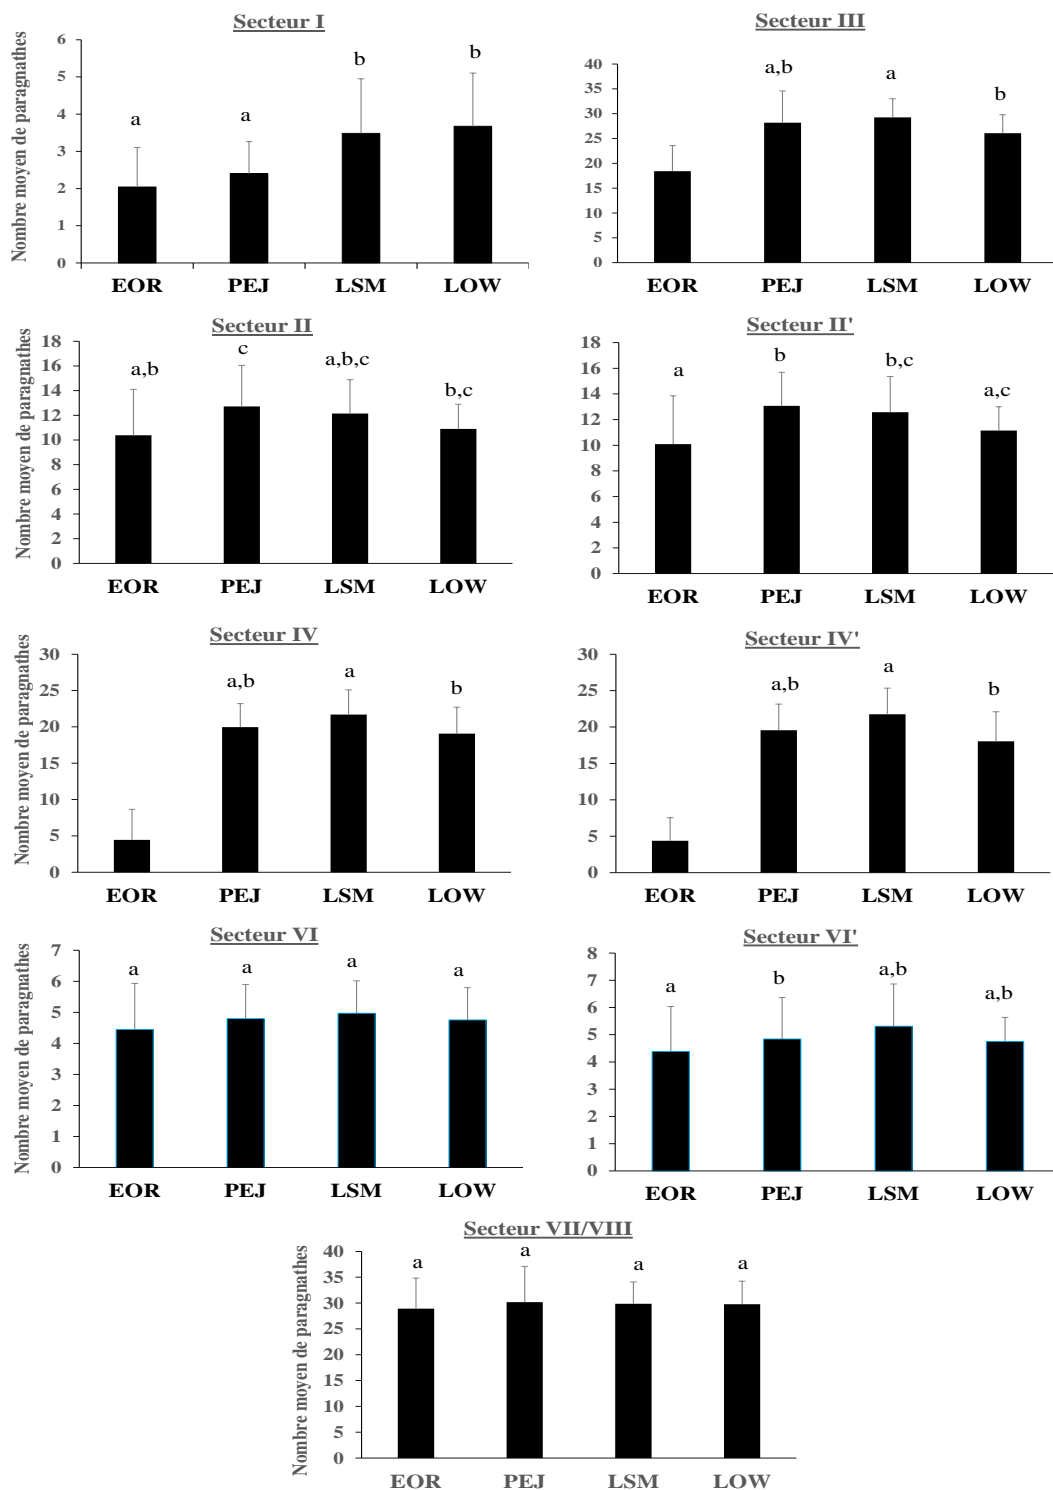 Secteur I
Nombre moyen de paragnathes
6
5
4
3
2
1
0
a
a
b
b
EOR PEJ LSM LOW
Secteur III
40
35
30
25
20
15
10
5
0
a,b
a
b
EOR PEJ LSM LOW
Secteur II
Nombre moyen de paragnathes
18
16
14
12
10
8
6
4
2
0
a,b
c
a,b,c
b,c
EOR PEJ LSM LOW
Secteur II'
18
16
14
12
10
8
6
4
2
0
a
b
b,c
a,c
EOR PEJ LSM LOW
Secteur IV
Nombre moyen de paragnathes
30
25
20
15
10
5
0
a,b
a
b
EOR PEJ LSM LOW
Secteur IV'
30
25
20
15
10
5
0
a,b
a
b
EOR PEJ LSM LOW
Secteur VI
Nombre moyen de paragnathes
7
6
5
4
3
2
1
0
a
a
a
a
EOR PEJ LSM LOW
Secteur VI'
8
7
6
5
4
3
2
1
0
a
b
a,b
a,b
EOR PEJ LSM LOW
Secteur VII/VIII
Nombre moyen de paragnathes
40
35
30
25
20
15
10
5
0
a
a
a
a
EOR PEJ LSM LOW